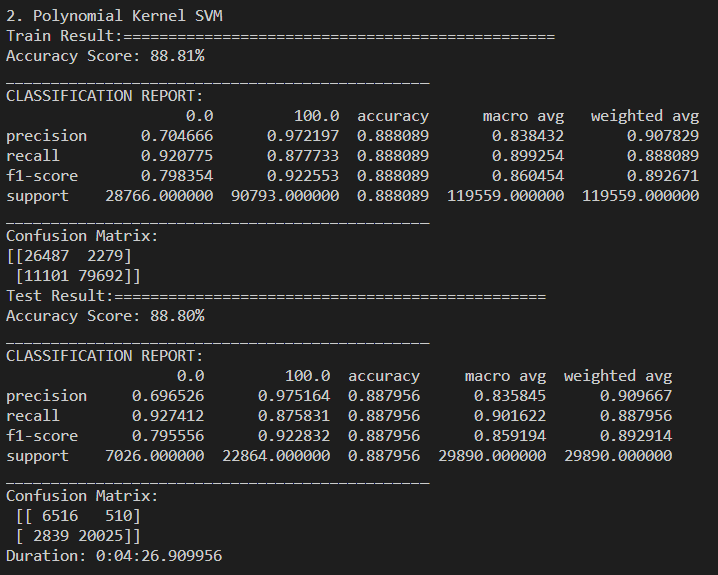 2. Polynomial Kernel SVM
Train Result:================================================
Accuracy Score: 88.81%
_______________________________________________
CLASSIFICATION REPORT:
                    0.0         100.0  accuracy      macro avg   weighted avg
precision      0.704666      0.972197  0.888089       0.838432       0.907829
recall         0.920775      0.877733  0.888089       0.899254       0.888089
f1-score       0.798354      0.922553  0.888089       0.860454       0.892671
support    28766.000000  90793.000000  0.888089  119559.000000  119559.000000
_______________________________________________
Confusion Matrix:
[[26487  2279]
 [11101 79692]]
Test Result:================================================
Accuracy Score: 88.80%
_______________________________________________
CLASSIFICATION REPORT:
                   0.0         100.0  accuracy     macro avg  weighted avg
precision     0.696526      0.975164  0.887956      0.835845      0.909667
recall        0.927412      0.875831  0.887956      0.901622      0.887956
f1-score      0.795556      0.922832  0.887956      0.859194      0.892914
support    7026.000000  22864.000000  0.887956  29890.000000  29890.000000
_______________________________________________
Confusion Matrix:
 [[ 6516   510]
 [ 2839 20025]]
Duration: 0:04:26.909956